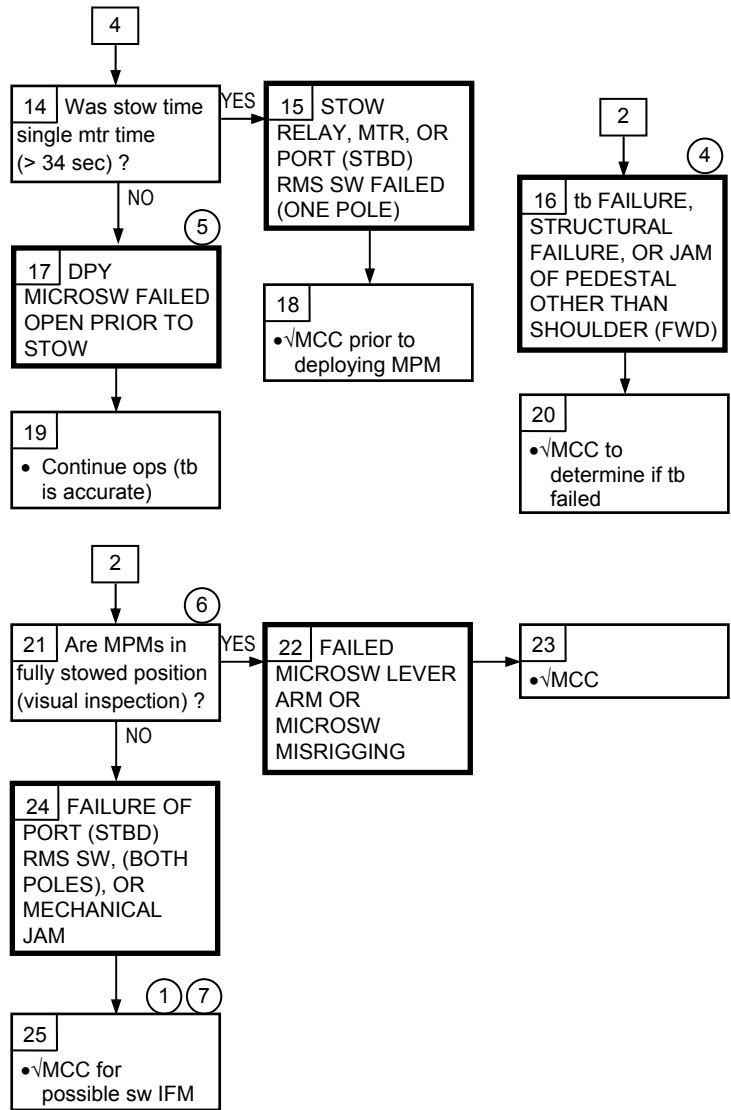 4
14 Was stow time
single mtr time
(> 34 sec) ?
YES
NO
15 STOW
RELAY, MTR, OR
PORT (STBD)
RMS SW FAILED
(ONE POLE)
18
•√MCC prior to
deploying MPM
5
17 DPY
MICROSW FAILED
OPEN PRIOR TO
STOW
19
• Continue ops (tb
is accurate)
2
4
16 tb FAILURE,
STRUCTURAL
FAILURE, OR JAM
OF PEDESTAL
OTHER THAN
SHOULDER (FWD)
20
•√MCC to
determine if tb
failed
2
6
21 Are MPMs in
fully stowed position
(visual inspection) ?
YES
NO
22 FAILED
MICROSW LEVER
ARM OR
MICROSW
MISRIGGING
23
•√MCC
24 FAILURE OF
PORT (STBD)
RMS SW, (BOTH
POLES), OR
MECHANICAL
JAM
1 7
25
•√MCC for
possible sw IFM